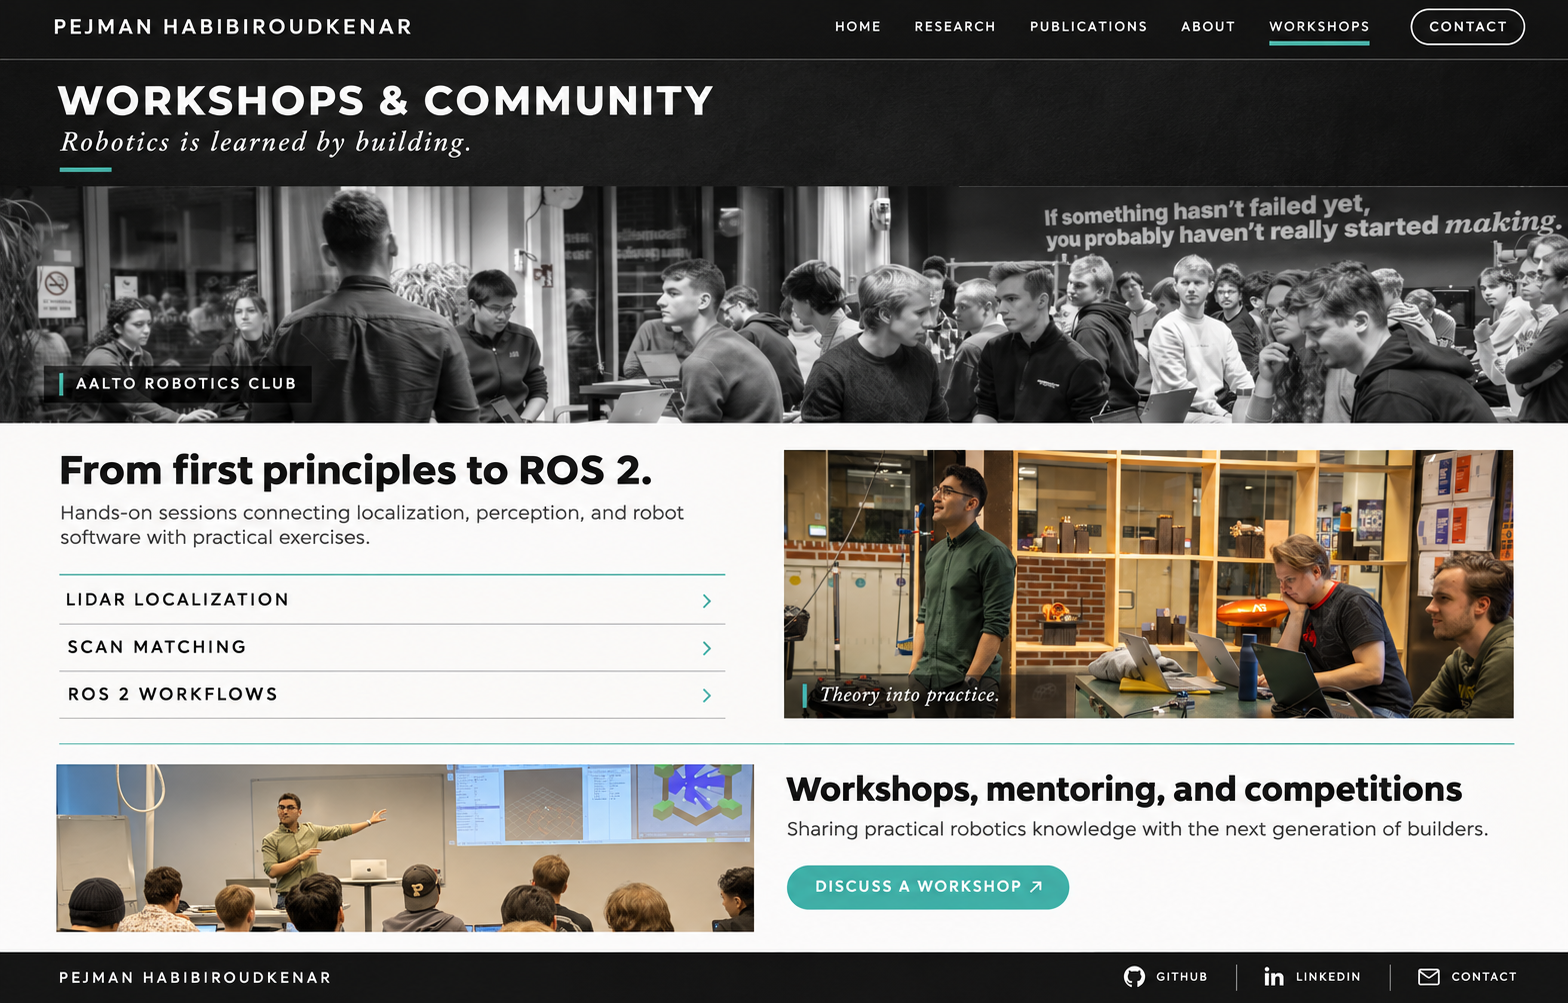 PEJMAN HABIBIROUDKENAR
HOME
RESEARCH
PUBLICATIONS
ABOUT
WORKSHOPS
CONTACT
WORKSHOPS & COMMUNITY
Robotics is learned by building.
If something hasn't failed yet,
you probably haven't really started making.
AALTO ROBOTICS CLUB
From first principles to ROS 2.
Hands-on sessions connecting localization, perception, and robot
software with practical exercises.
LIDAR LOCALIZATION
SCAN MATCHING
ROS 2 WORKFLOWS
Theory into practice.
Workshops, mentoring, and competitions
Sharing practical robotics knowledge with the next generation of builders.
DISCUSS A WORKSHOP
PEJMAN HABIBIROUDKENAR
GITHUB
LINKEDIN
CONTACT